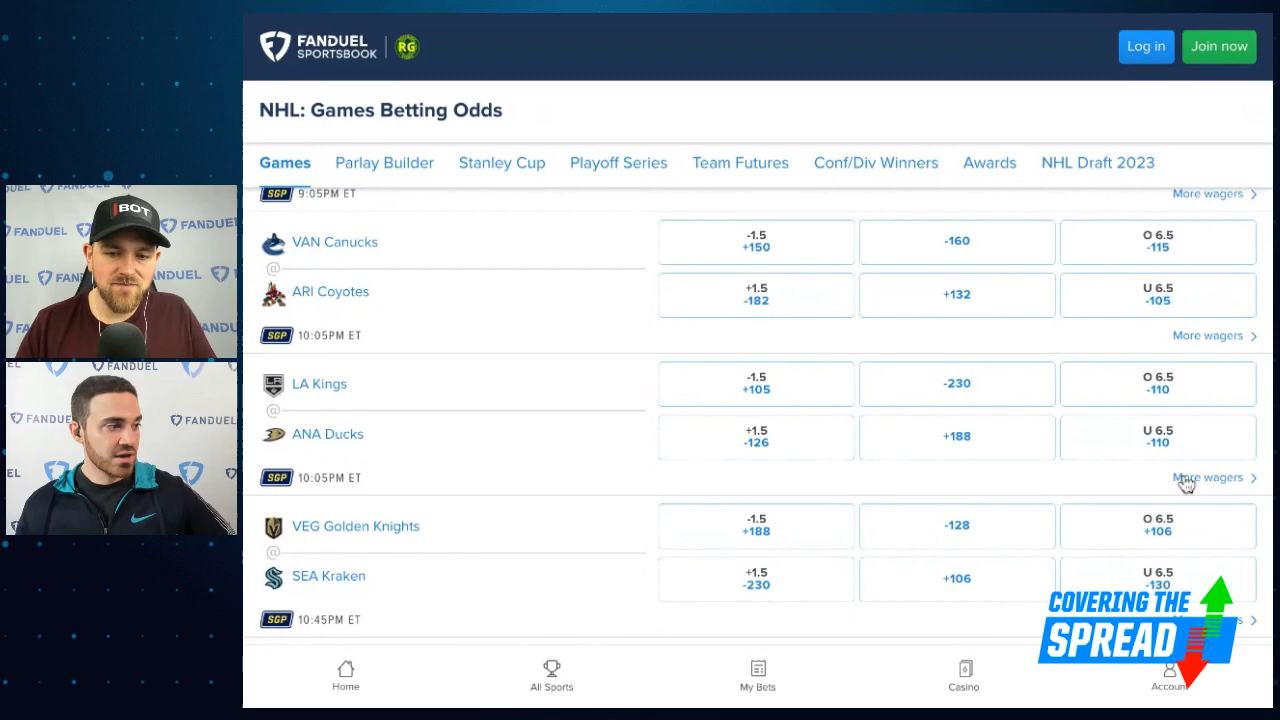 FANDUEL
SPORTSBOOK
RG
Log in
Join now
NHL: Games Betting Odds
Games
Parlay Builder
Stanley Cup
Playoff Series
Team Futures
Conf/Div Winners
Awards
NHL Draft 2023
SGP 9:05PM ET
More wagers
VAN Canucks
-1.5
+150
-160
O 6.5
-115
@
ARI Coyotes
+1.5
-182
+132
U 6.5
-105
SGP 10:05PM ET
More wagers
LA Kings
-1.5
+105
-230
O 6.5
-110
@
ANA Ducks
+1.5
-126
+188
U 6.5
-110
SGP 10:05PM ET
More wagers
VEG Golden Knights
-1.5
+188
-128
O 6.5
+106
@
SEA Kraken
+1.5
-230
+106
U 6.5
-130
SGP 10:45PM ET
Home
All Sports
My Bets
Casino
Account
COVERING THE
SPREAD
BOT
FANDUEL
FANDUEL
FANDUEL
FANDUEL
FANDUEL